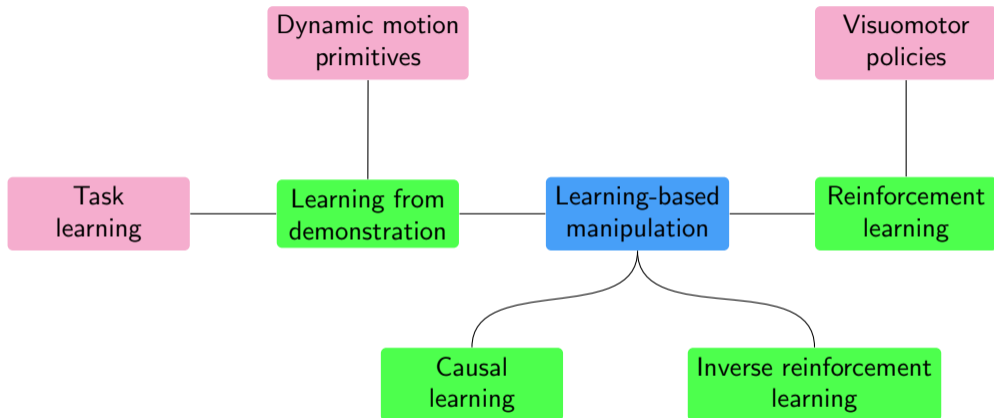 Dynamic motion
primitives
Visuomotor
policies
Task
learning
Learning from
demonstration
Learning-based
manipulation
Reinforcement
learning
Causal
learning
Inverse reinforcement
learning